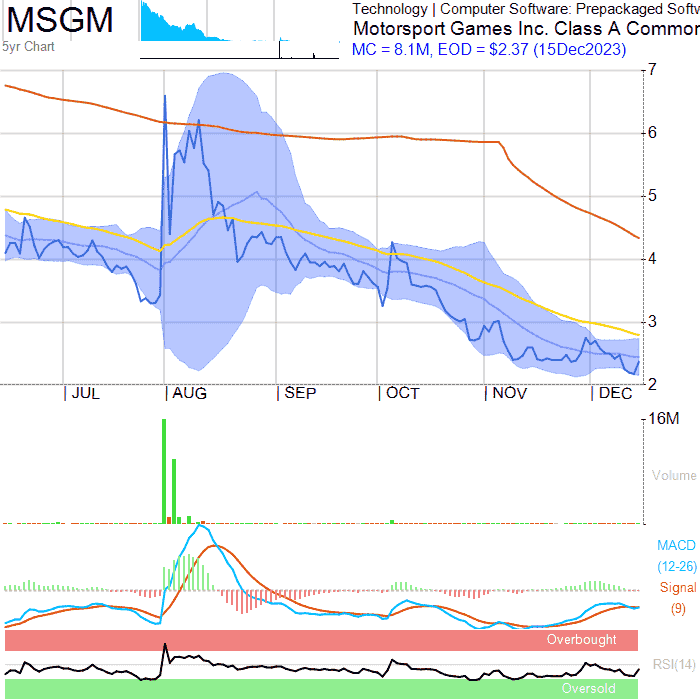 MSGM
5yr Chart
Technology | Computer Software: Prepackaged Softw
Motorsport Games Inc. Class A Common
MC = 8.1M, EOD = $2.37 (15Dec2023)
7
6
5
4
3
2
JUL AUG SEP OCT NOV DEC
16M
Volume
MACD
(12-26)
Signal
(9)
Overbought
RSI(14)
Oversold